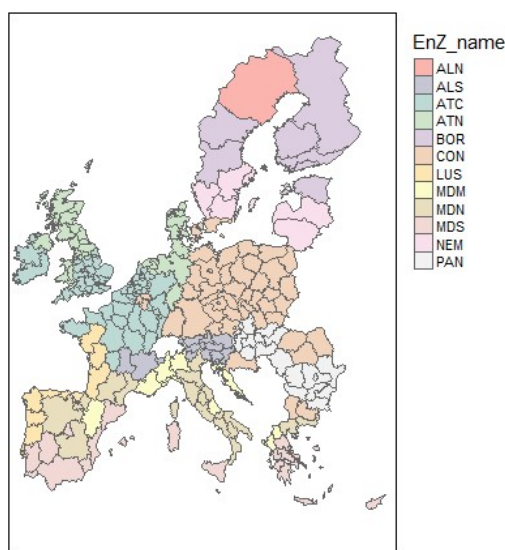 EnZ_name
ALN
ALS
ATC
ATN
BOR
CON
LUS
MDM
MDN
MDS
NEM
PAN